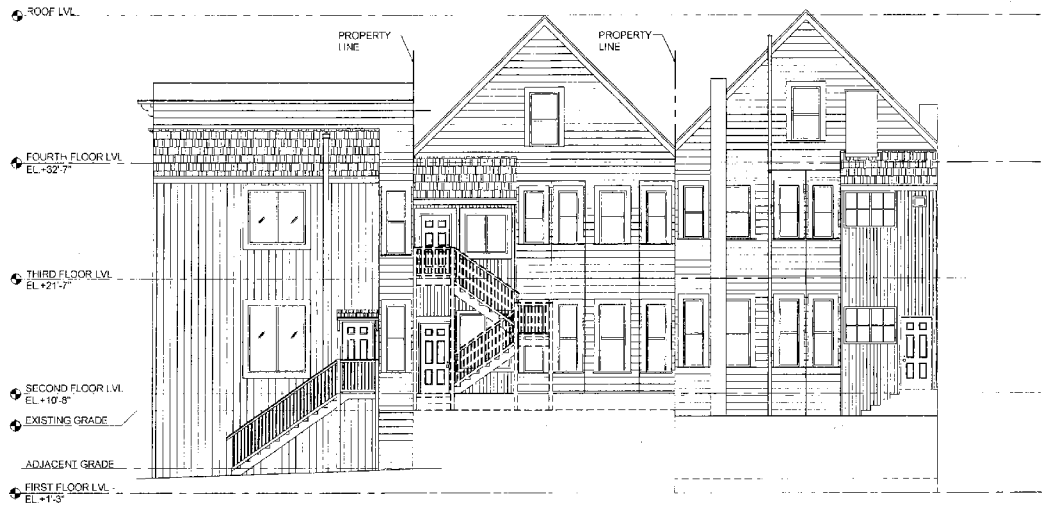 ROOF LVL
PROPERTY
LINE
PROPERTY
LINE
FOURTH FLOOR LVL
EL.+32'-7"
THIRD FLOOR LVL
EL.+21'-7"
SECOND FLOOR LVL
EL.+10'-8"
EXISTING GRADE
ADJACENT GRADE
FIRST FLOOR LVL
EL.+1'-3"